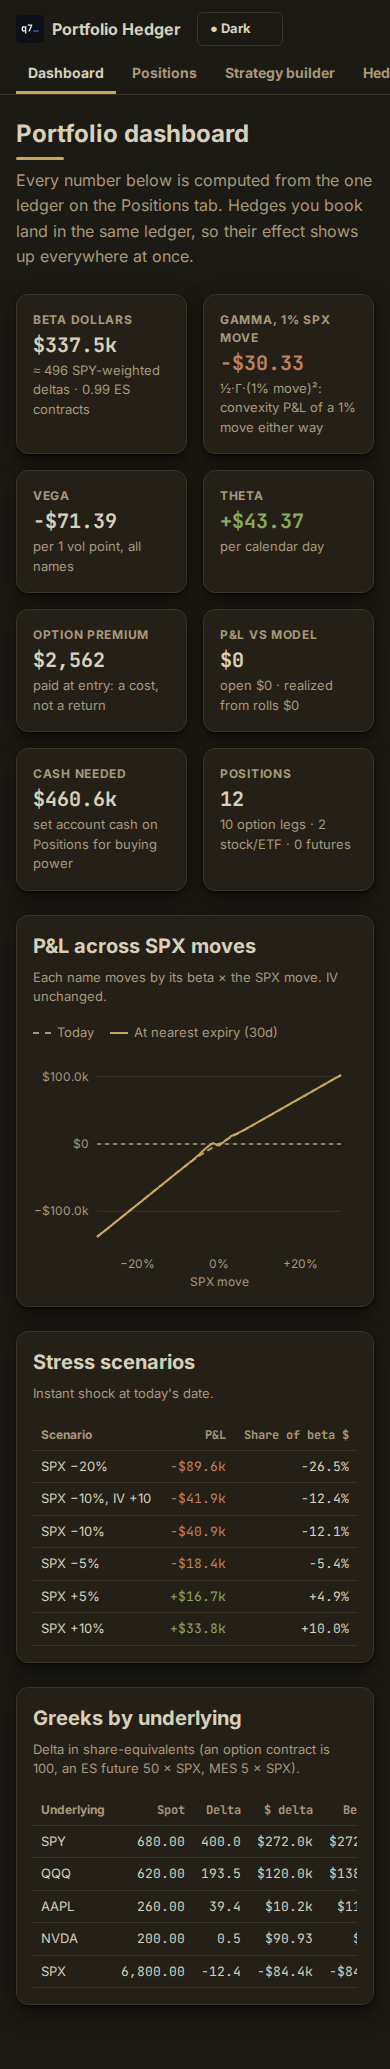 q7_ Portfolio Hedger ● Dark
Dashboard Positions Strategy builder Hed
Portfolio dashboard
Every number below is computed from the one
ledger on the Positions tab. Hedges you book
land in the same ledger, so their effect shows
up everywhere at once.
BETA DOLLARS
$337.5k
≈ 496 SPY-weighted
deltas · 0.99 ES
contracts
GAMMA, 1% SPX
MOVE
-$30.33
½·Γ·(1% move)²:
convexity P&L of a 1%
move either way
VEGA
-$71.39
per 1 vol point, all
names
THETA
+$43.37
per calendar day
OPTION PREMIUM
$2,562
paid at entry: a cost,
not a return
P&L VS MODEL
$0
open $0 · realized
from rolls $0
CASH NEEDED
$460.6k
set account cash on
Positions for buying
power
POSITIONS
12
10 option legs · 2
stock/ETF · 0 futures
P&L across SPX moves
Each name moves by its beta × the SPX move. IV
unchanged.
Today At nearest expiry (30d)
$100.0k
$0
−$100.0k
−20% 0% +20%
SPX move
Stress scenarios
Instant shock at today's date.
Scenario P&L Share of beta $
SPX −20% -$89.6k -26.5%
SPX −10%, IV +10 -$41.9k -12.4%
SPX −10% -$40.9k -12.1%
SPX −5% -$18.4k -5.4%
SPX +5% +$16.7k +4.9%
SPX +10% +$33.8k +10.0%
Greeks by underlying
Delta in share-equivalents (an option contract is
100, an ES future 50 × SPX, MES 5 × SPX).
Underlying Spot Delta $ delta Be
SPY 680.00 400.0 $272.0k $272
QQQ 620.00 193.5 $120.0k $138
AAPL 260.00 39.4 $10.2k $11
NVDA 200.00 0.5 $90.93 $
SPX 6,800.00 -12.4 -$84.4k -$84